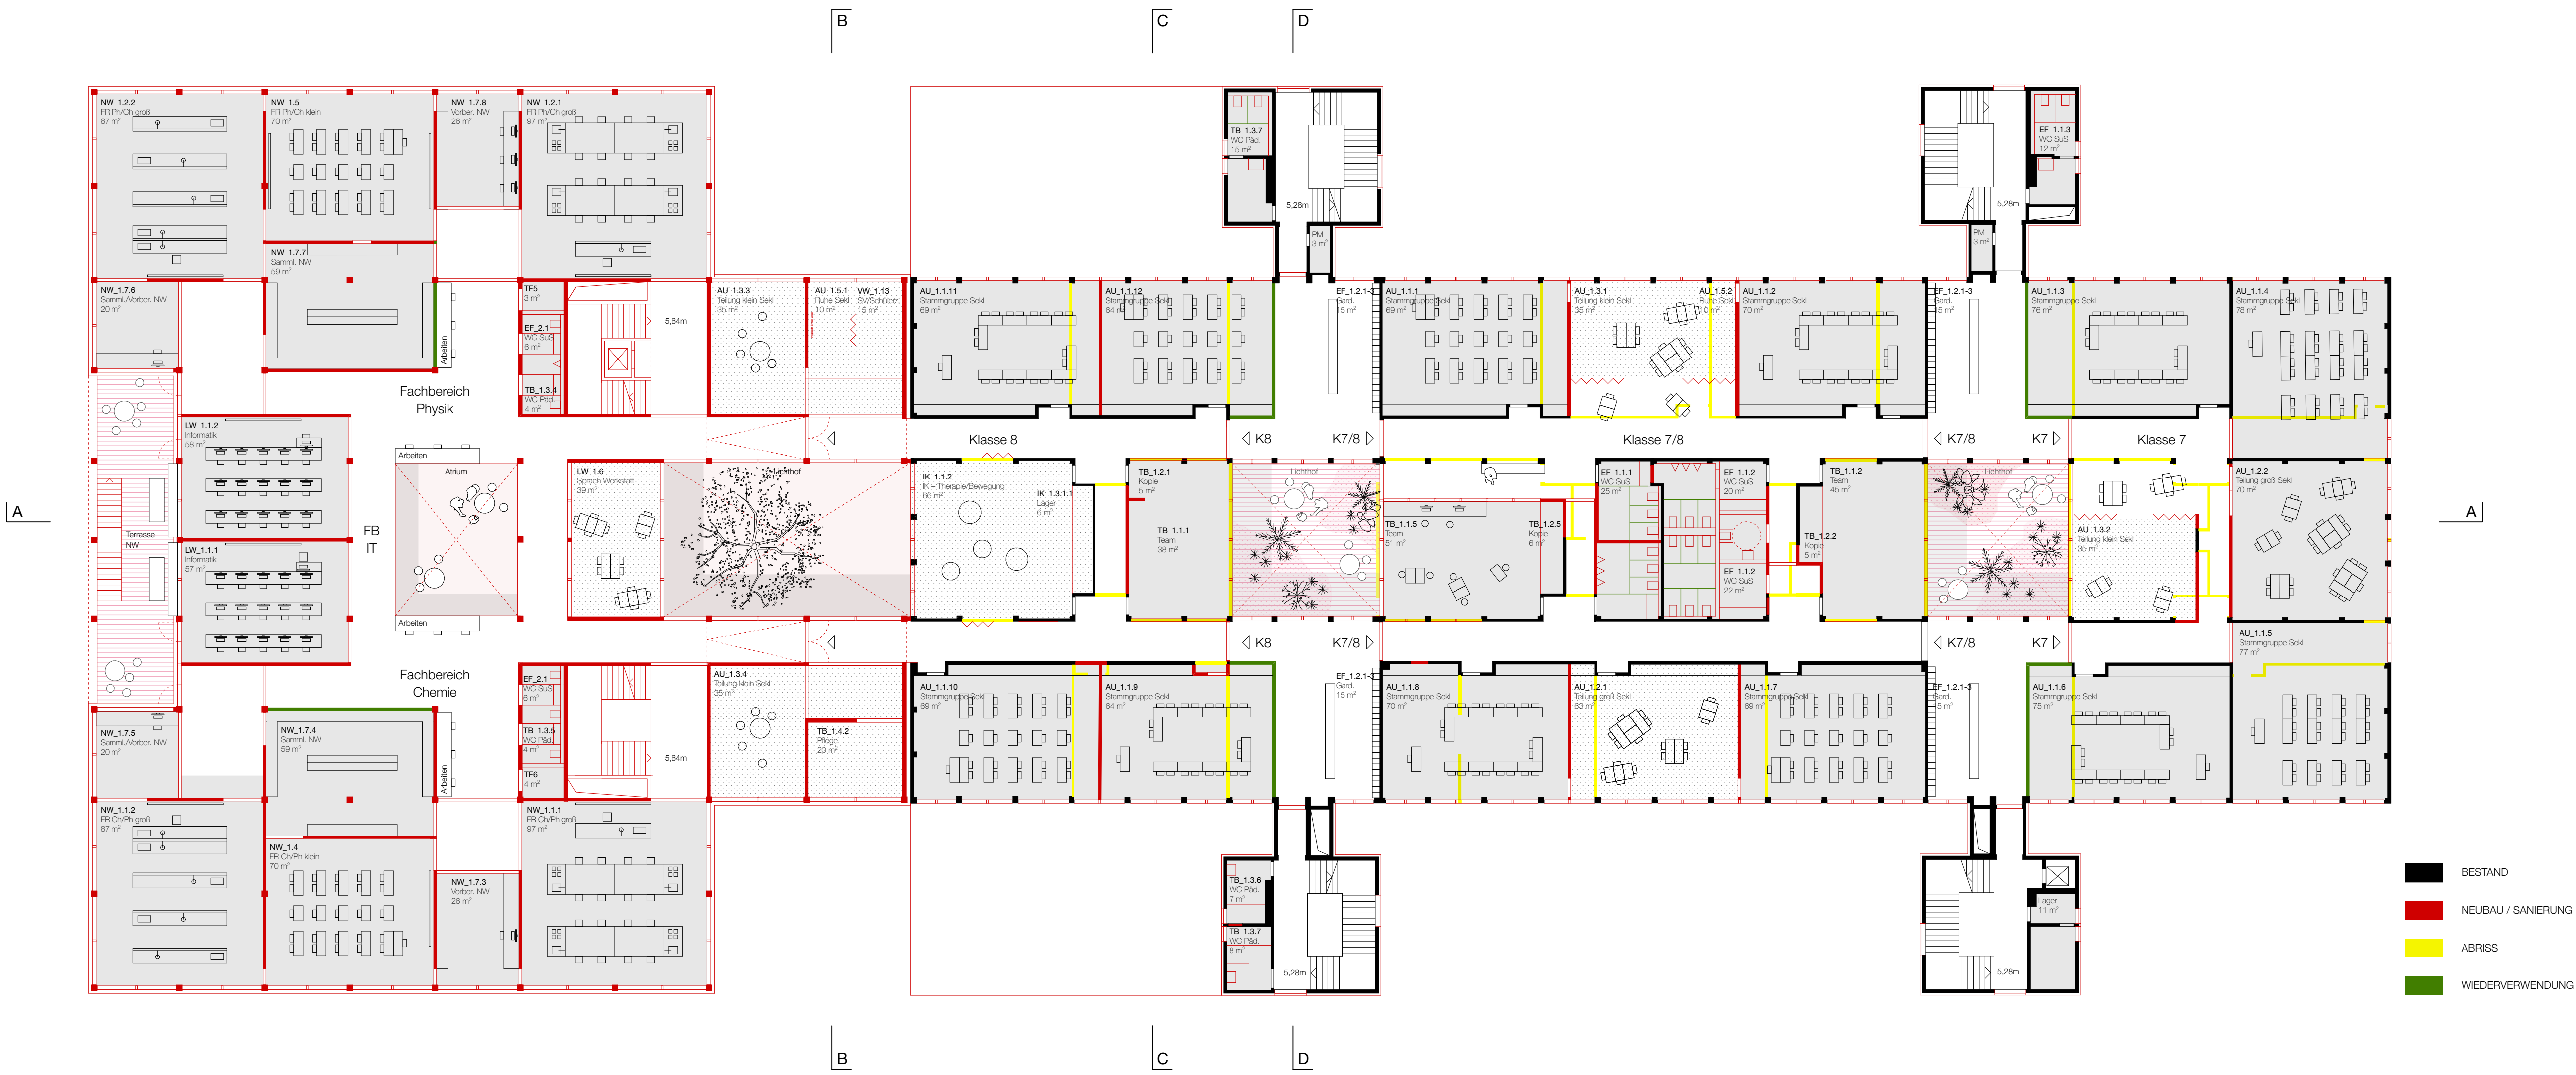 B
C
D
NW_1.2.2
FR Ph/Ch groß
87 m²
NW_1.5
FR Ph/Ch klein
70 m²
NW_1.7.8
Vorber. NW
26 m²
NW_1.2.1
FR Ph/Ch groß
97 m²
TB_1.3.7
WC Päd.
15 m²
5,28m
PM
3 m²
EF_1.1.3
WC SuS
12 m²
5,28m
PM
3 m²
NW_1.7.7
Samml. NW
59 m²
NW_1.7.6
Samml./Vorber. NW
20 m²
Arbeiten
TF5
3 m²
EF_2.1
WC SuS
6 m²
TB_1.3.4
WC Päd.
4 m²
5,64m
AU_1.3.3
Teilung klein SekI
35 m²
AU_1.5.1
Ruhe SekI
10 m²
VW_1.13
SV/Schülerz.
15 m²
AU_1.1.11
Stammgruppe SekI
69 m²
AU_1.1.12
Stammgruppe SekI
64 m²
EF_1.2.1-3
Gard.
15 m²
AU_1.1.1
Stammgruppe SekI
69 m²
AU_1.3.1
Teilung klein SekI
35 m²
AU_1.5.2
Ruhe SekI
10 m²
AU_1.1.2
Stammgruppe SekI
70 m²
EF_1.2.1-3
Gard.
15 m²
AU_1.1.3
Stammgruppe SekI
76 m²
AU_1.1.4
Stammgruppe SekI
78 m²
Fachbereich
Physik
Klasse 8
K8
K7/8
Klasse 7/8
K7/8
K7
Klasse 7
LW_1.1.2
Informatik
58 m²
Arbeiten
Atrium
LW_1.6
Sprach Werkstatt
39 m²
Lichthof
IK_1.1.2
IK – Therapie/Bewegung
66 m²
IK_1.3.1.1
Lager
6 m²
TB_1.2.1
Kopie
5 m²
TB_1.1.1
Team
38 m²
Lichthof
TB_1.1.5
Team
51 m²
TB_1.2.5
Kopie
6 m²
EF_1.1.1
WC SuS
25 m²
EF_1.1.2
WC SuS
20 m²
EF_1.1.2
WC SuS
22 m²
TB_1.1.2
Team
45 m²
TB_1.2.2
Kopie
5 m²
Lichthof
AU_1.3.2
Teilung klein SekI
35 m²
AU_1.2.2
Teilung groß SekI
70 m²
A
A
Terrasse
NW
FB
IT
LW_1.1.1
Informatik
57 m²
Arbeiten
Fachbereich
Chemie
K8
K7/8
K7/8
K7
AU_1.1.5
Stammgruppe SekI
77 m²
NW_1.7.5
Samml./Vorber. NW
20 m²
NW_1.7.4
Samml. NW
59 m²
Arbeiten
EF_2.1
WC SuS
6 m²
TB_1.3.5
WC Päd.
4 m²
TF6
4 m²
5,64m
AU_1.3.4
Teilung klein SekI
35 m²
TB_1.4.2
Pflege
20 m²
AU_1.1.10
Stammgruppe SekI
69 m²
AU_1.1.9
Stammgruppe SekI
64 m²
EF_1.2.1-3
Gard.
15 m²
AU_1.1.8
Stammgruppe SekI
70 m²
AU_1.2.1
Teilung groß SekI
63 m²
AU_1.1.7
Stammgruppe SekI
69 m²
EF_1.2.1-3
Gard.
15 m²
AU_1.1.6
Stammgruppe SekI
75 m²
NW_1.1.2
FR Ch/Ph groß
87 m²
NW_1.4
FR Ch/Ph klein
70 m²
NW_1.7.3
Vorber. NW
26 m²
NW_1.1.1
FR Ch/Ph groß
97 m²
TB_1.3.6
WC Päd.
7 m²
TB_1.3.7
WC Päd.
8 m²
5,28m
Lager
11 m²
5,28m
BESTAND
NEUBAU / SANIERUNG
ABRISS
WIEDERVERWENDUNG
B
C
D